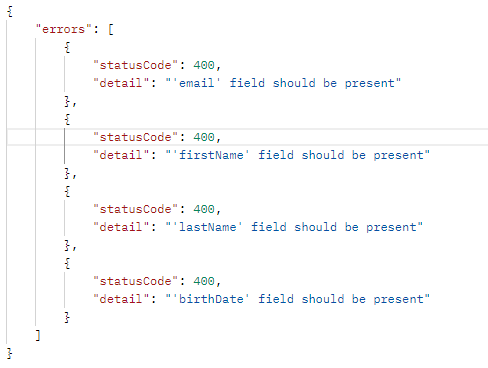 {
    "errors": [
        {
            "statusCode": 400,
            "detail": "'email' field should be present"
        },
        {
            "statusCode": 400,
            "detail": "'firstName' field should be present"
        },
        {
            "statusCode": 400,
            "detail": "'lastName' field should be present"
        },
        {
            "statusCode": 400,
            "detail": "'birthDate' field should be present"
        }
    ]
}